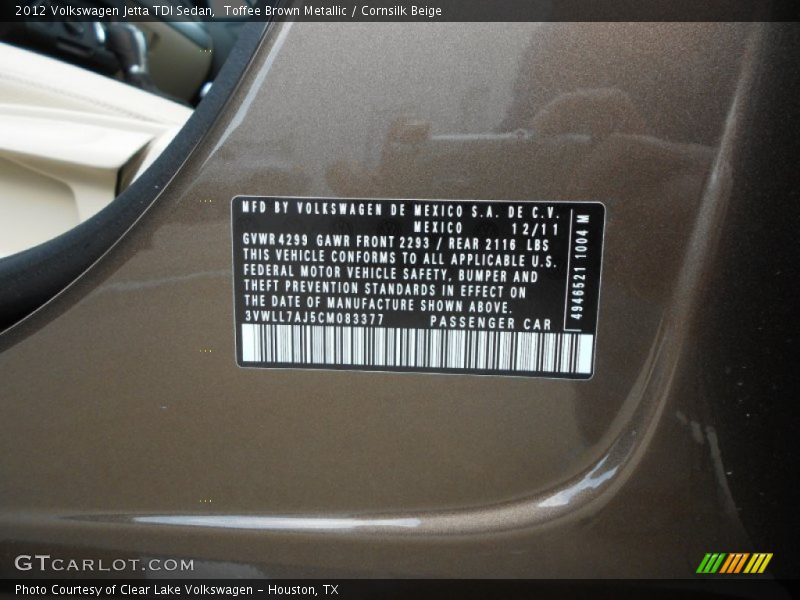 2012 Volkswagen Jetta TDI Sedan,  Toffee Brown Metallic / Cornsilk Beige
MFD BY VOLKSWAGEN DE MEXICO S.A. DE C.V.
MEXICO 12/11
GVWR 4299 GAWR FRONT 2293 / REAR 2116 LBS
THIS VEHICLE CONFORMS TO ALL APPLICABLE U.S.
FEDERAL MOTOR VEHICLE SAFETY, BUMPER AND
THEFT PREVENTION STANDARDS IN EFFECT ON
THE DATE OF MANUFACTURE SHOWN ABOVE.
3VWLL7AJ5CM083377 PASSENGER CAR
4946521 1004 M
GTCARLOT.COM
Photo Courtesy of Clear Lake Volkswagen - Houston, TX